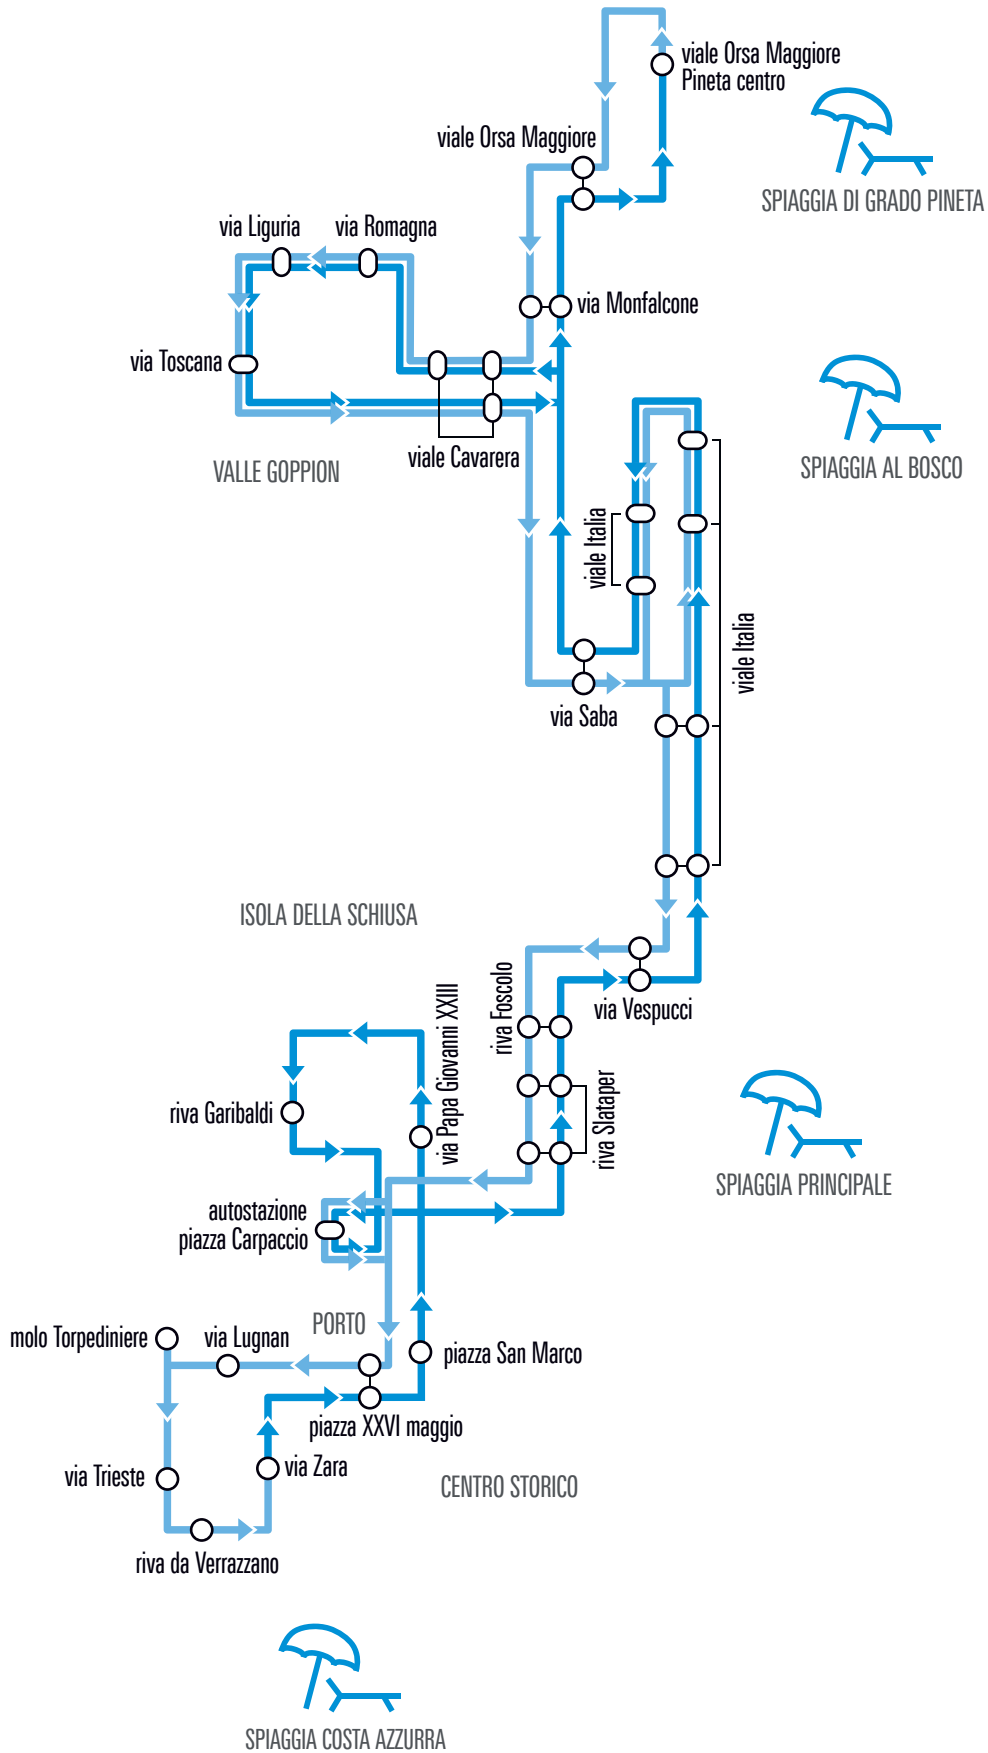 viale Orsa Maggiore
Pineta centro
viale Orsa Maggiore
SPIAGGIA DI GRADO PINETA
via Liguria
via Romagna
via Monfalcone
via Toscana
viale Cavarera
VALLE GOPPION
SPIAGGIA AL BOSCO
viale Italia
viale Italia
via Saba
ISOLA DELLA SCHIUSA
riva Foscolo
via Vespucci
via Papa Giovanni XXIII
riva Garibaldi
riva Slataper
SPIAGGIA PRINCIPALE
autostazione
piazza Carpaccio
PORTO
molo Torpediniere
via Lugnan
piazza San Marco
piazza XXVI maggio
via Trieste
via Zara
CENTRO STORICO
riva da Verrazzano
SPIAGGIA COSTA AZZURRA